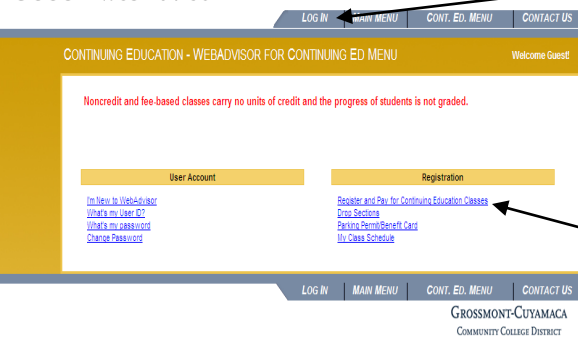 LOG IN MAIN MENU CONT. ED. MENU CONTACT US
CONTINUING EDUCATION - WEBADVISOR FOR CONTINUING ED MENU Welcome Guest!
Noncredit and fee-based classes carry no units of credit and the progress of students is not graded.
User Account Registration
I'm New to WebAdvisor Register and Pay for Continuing Education Classes
What's my User ID? Drop Sections
What's my password Parking Permit/Benefit Card
Change Password My Class Schedule
LOG IN MAIN MENU CONT. ED. MENU CONTACT US
GROSSMONT-CUYAMACA
COMMUNITY COLLEGE DISTRICT